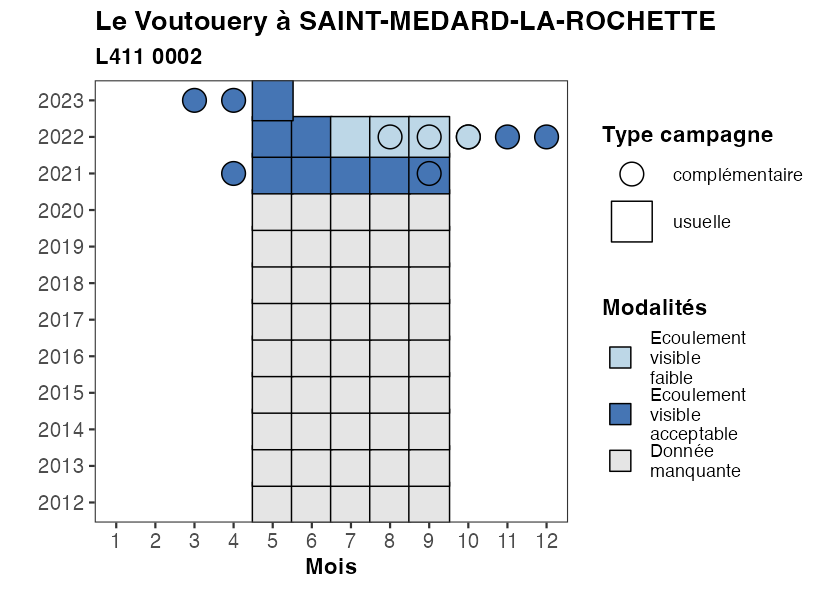 Le Voutouery à SAINT-MEDARD-LA-ROCHETTE
L411 0002
2023
2022
2021
2020
2019
2018
2017
2016
2015
2014
2013
2012
1 2 3 4 5 6 7 8 9 10 11 12
Mois
Type campagne
complémentaire
usuelle
Modalités
Ecoulement
visible
faible
Ecoulement
visible
acceptable
Donnée
manquante